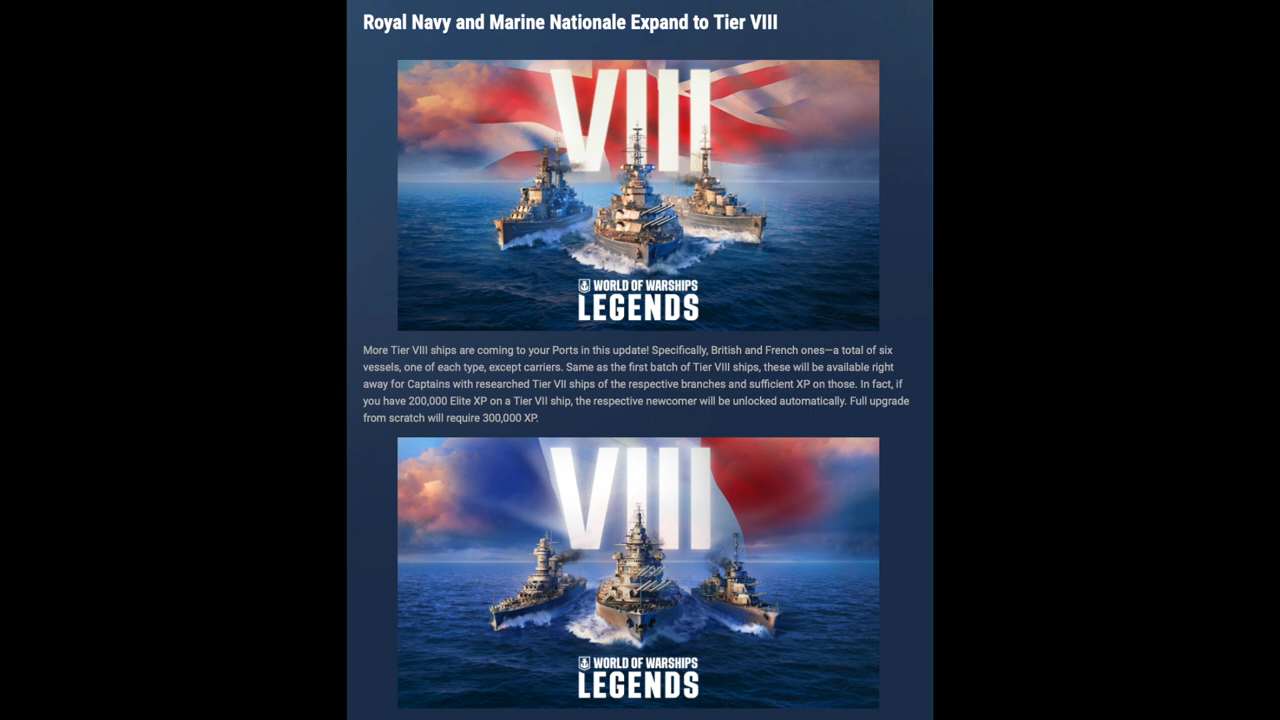 Royal Navy and Marine Nationale Expand to Tier VIII
VIII
WORLD OF WARSHIPS
LEGENDS
More Tier VIII ships are coming to your Ports in this update! Specifically, British and French ones—a total of six
vessels, one of each type, except carriers. Same as the first batch of Tier VIII ships, these will be available right
away for Captains with researched Tier VII ships of the respective branches and sufficient XP on those. In fact, if
you have 200,000 Elite XP on a Tier VII ship, the respective newcomer will be unlocked automatically. Full upgrade
from scratch will require 300,000 XP.
VIII
WORLD OF WARSHIPS
LEGENDS